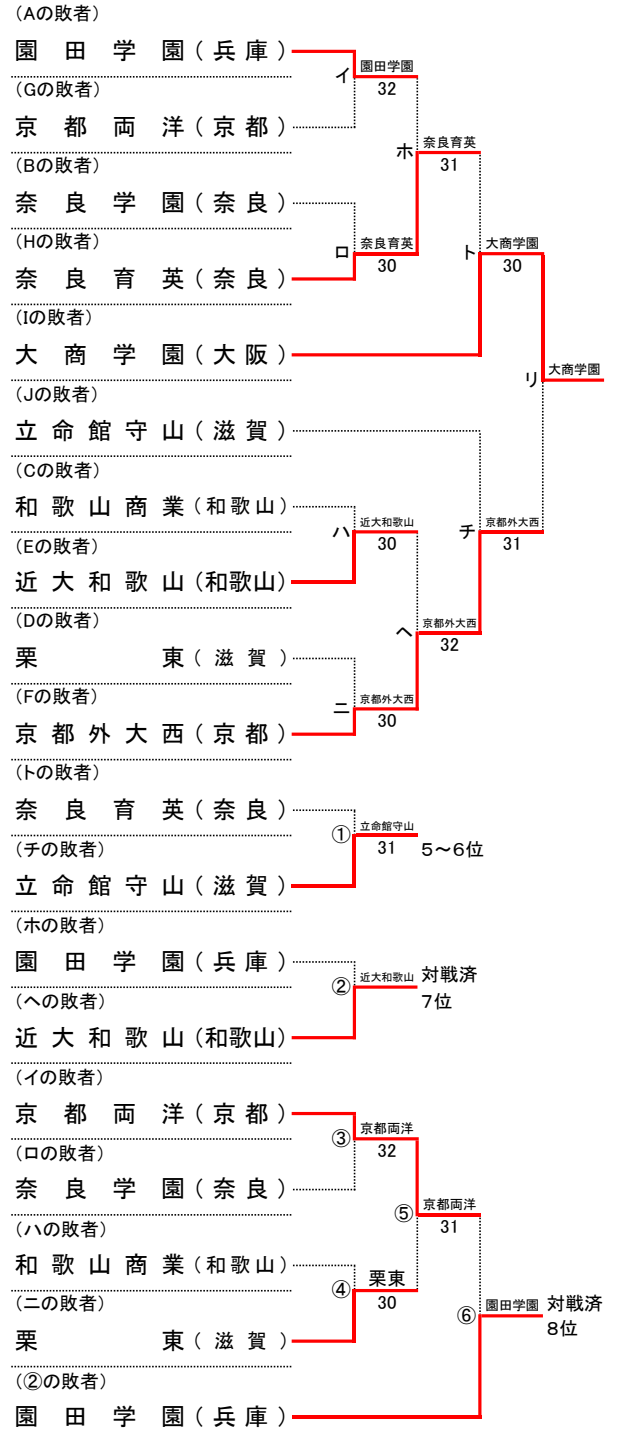 (Aの敗者)
園田学園(兵庫)
イ 園田学園
32
(Gの敗者)
京都両洋(京都)
ホ 奈良育英
31
(Bの敗者)
奈良学園(奈良)
(Hの敗者)
ロ 奈良育英
30
奈良育英(奈良)
ト 大商学園
30
(Iの敗者)
大商学園(大阪)
リ 大商学園
(Jの敗者)
立命館守山(滋賀)
(Cの敗者)
和歌山商業(和歌山)
ハ 近大和歌山
30
チ 京都外大西
31
(Eの敗者)
近大和歌山(和歌山)
(Dの敗者)
ヘ 京都外大西
32
栗東(滋賀)
(Fの敗者)
ニ 京都外大西
30
京都外大西(京都)
(トの敗者)
奈良育英(奈良)
① 立命館守山
31 5~6位
(チの敗者)
立命館守山(滋賀)
(ホの敗者)
園田学園(兵庫)
② 近大和歌山 対戦済
7位
(ヘの敗者)
近大和歌山(和歌山)
(イの敗者)
京都両洋(京都)
③ 京都両洋
32
(ロの敗者)
奈良学園(奈良)
⑤ 京都両洋
31
(ハの敗者)
和歌山商業(和歌山)
④ 栗東
30
(ニの敗者)
⑥ 園田学園 対戦済
8位
栗東(滋賀)
(②の敗者)
園田学園(兵庫)